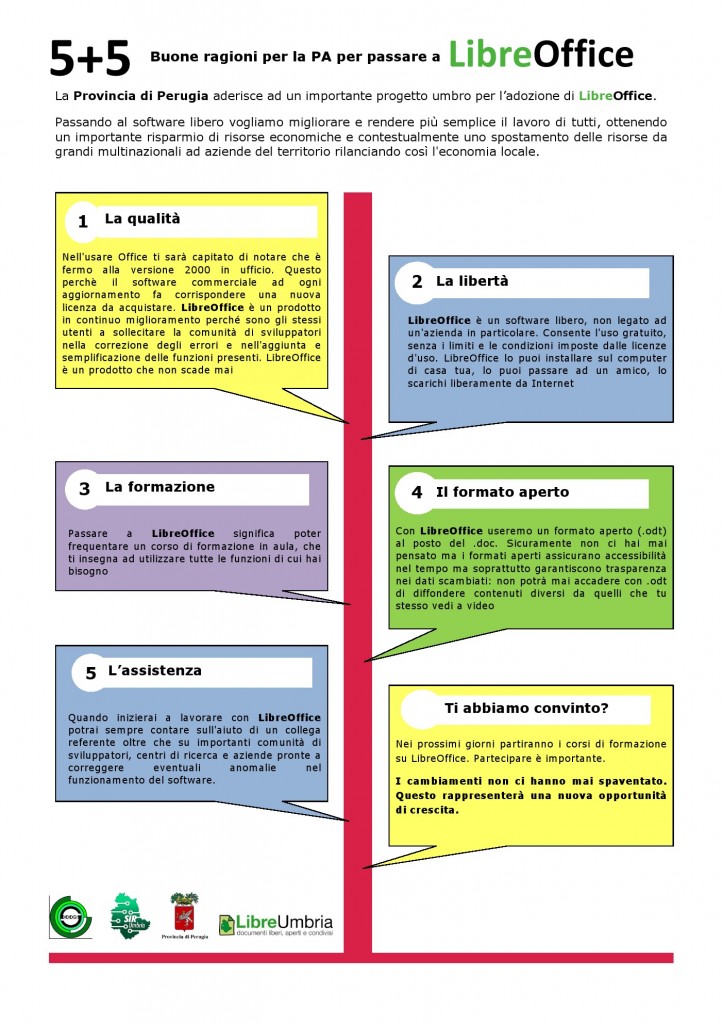 5+5 Buone ragioni per la PA per passare a LibreOffice
La Provincia di Perugia aderisce ad un importante progetto umbro per l’adozione di LibreOffice.
Passando al software libero vogliamo migliorare e rendere più semplice il lavoro di tutti, ottenendo
un importante risparmio di risorse economiche e contestualmente uno spostamento delle risorse da
grandi multinazionali ad aziende del territorio rilanciando così l'economia locale.
1 La qualità
Nell'usare Office ti sarà capitato di notare che è
fermo alla versione 2000 in ufficio. Questo
perchè il software commerciale ad ogni
aggiornamento fa corrispondere una nuova
licenza da acquistare. LibreOffice è un prodotto
in continuo miglioramento perché sono gli stessi
utenti a sollecitare la comunità di sviluppatori
nella correzione degli errori e nell'aggiunta e
semplificazione delle funzioni presenti. LibreOffice
è un prodotto che non scade mai
2 La libertà
LibreOffice è un software libero, non legato ad
un'azienda in particolare. Consente l'uso gratuito,
senza i limiti e le condizioni imposte dalle licenze
d'uso. LibreOffice lo puoi installare sul computer
di casa tua, lo puoi passare ad un amico, lo
scarichi liberamente da Internet
3 La formazione
Passare a LibreOffice significa poter
frequentare un corso di formazione in aula, che
ti insegna ad utilizzare tutte le funzioni di cui hai
bisogno
4 Il formato aperto
Con LibreOffice useremo un formato aperto (.odt)
al posto del .doc. Sicuramente non ci hai mai
pensato ma i formati aperti assicurano accessibilità
nel tempo ma soprattutto garantiscono trasparenza
nei dati scambiati: non potrà mai accadere con .odt
di diffondere contenuti diversi da quelli che tu
stesso vedi a video
5 L’assistenza
Quando inizierai a lavorare con LibreOffice
potrai sempre contare sull'aiuto di un collega
referente oltre che su importanti comunità di
sviluppatori, centri di ricerca e aziende pronte a
correggere eventuali anomalie nel
funzionamento del software.
Ti abbiamo convinto?
Nei prossimi giorni partiranno i corsi di formazione
su LibreOffice. Partecipare è importante.
I cambiamenti non ci hanno mai spaventato.
Questo rappresenterà una nuova opportunità
di crescita.
SIR
Umbria
Provincia di Perugia
LibreUmbria
documenti liberi, aperti e condivisi